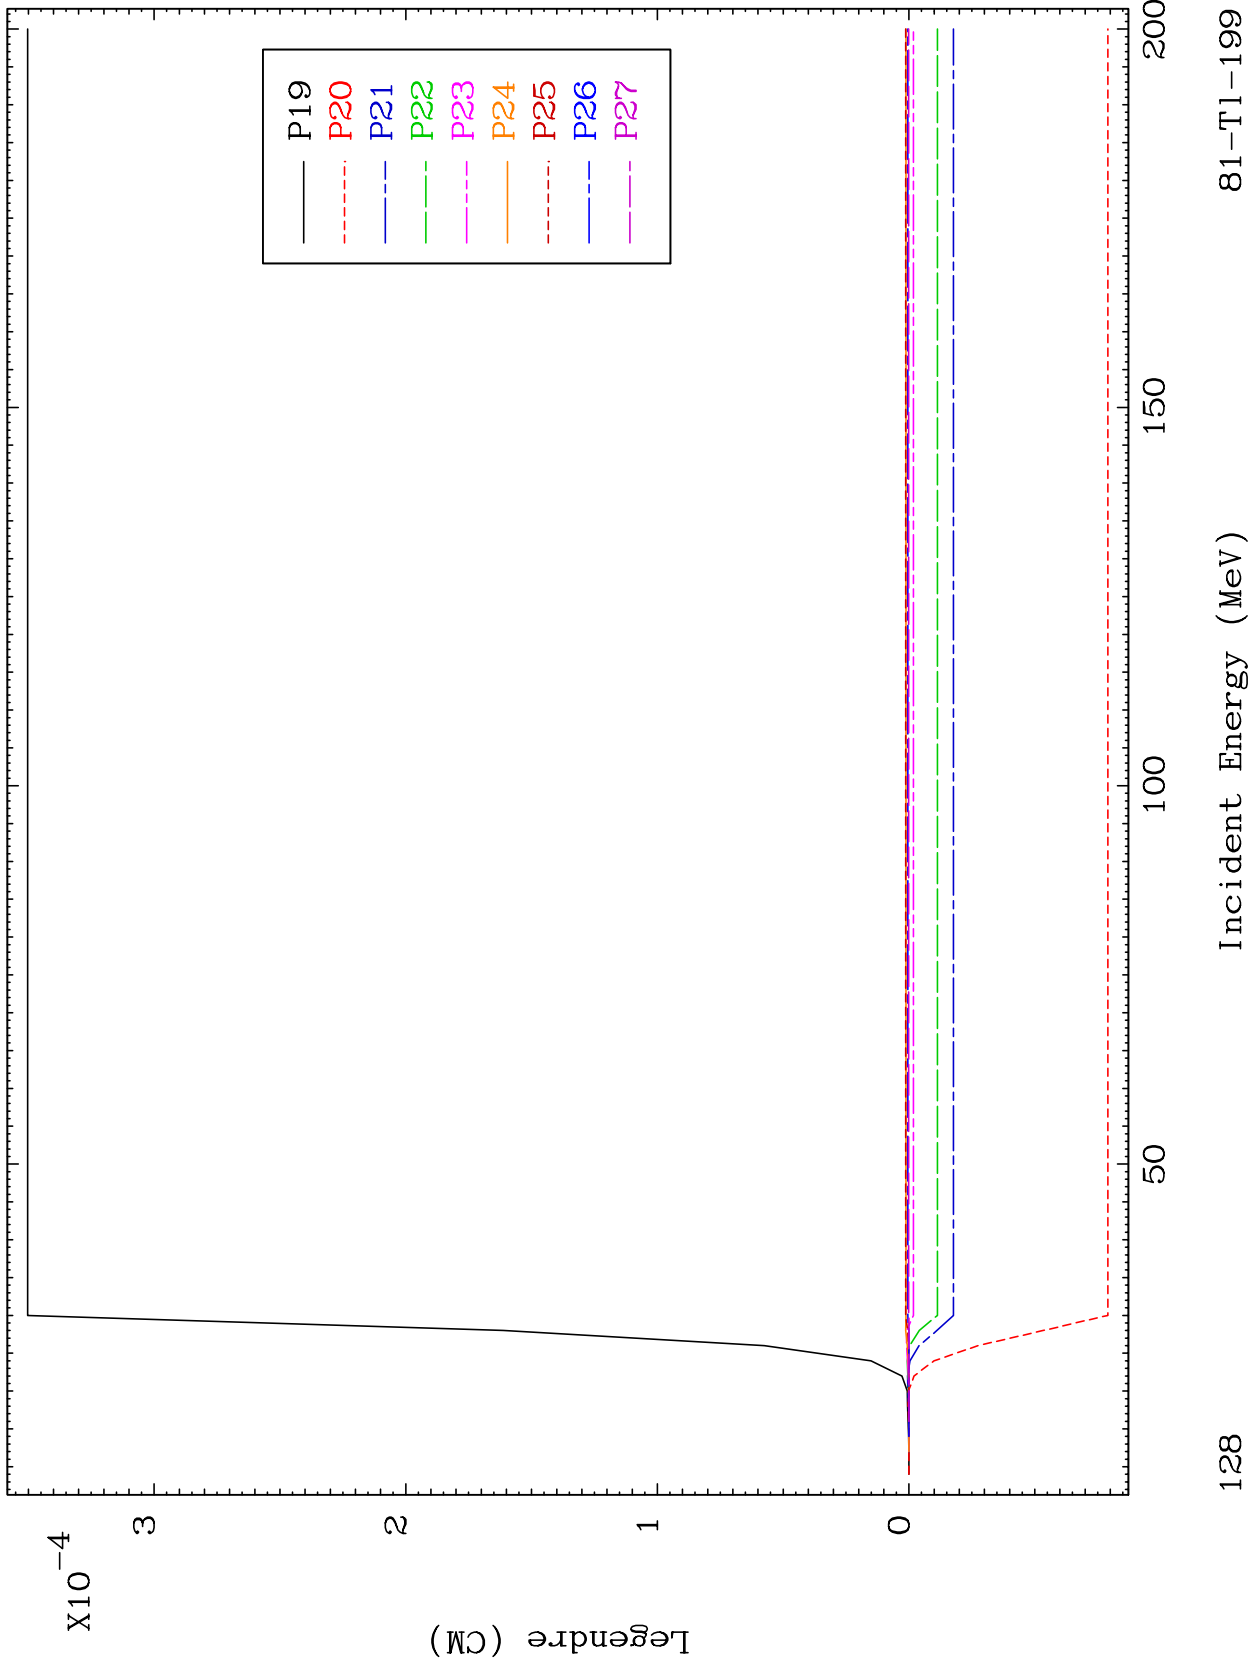 X10-4
3
2
1
0
Legendre (CM)
P19
P20
P21
P22
P23
P24
P25
P26
P27
50
100
150
200
128
Incident Energy (MeV)
81-Tl-199